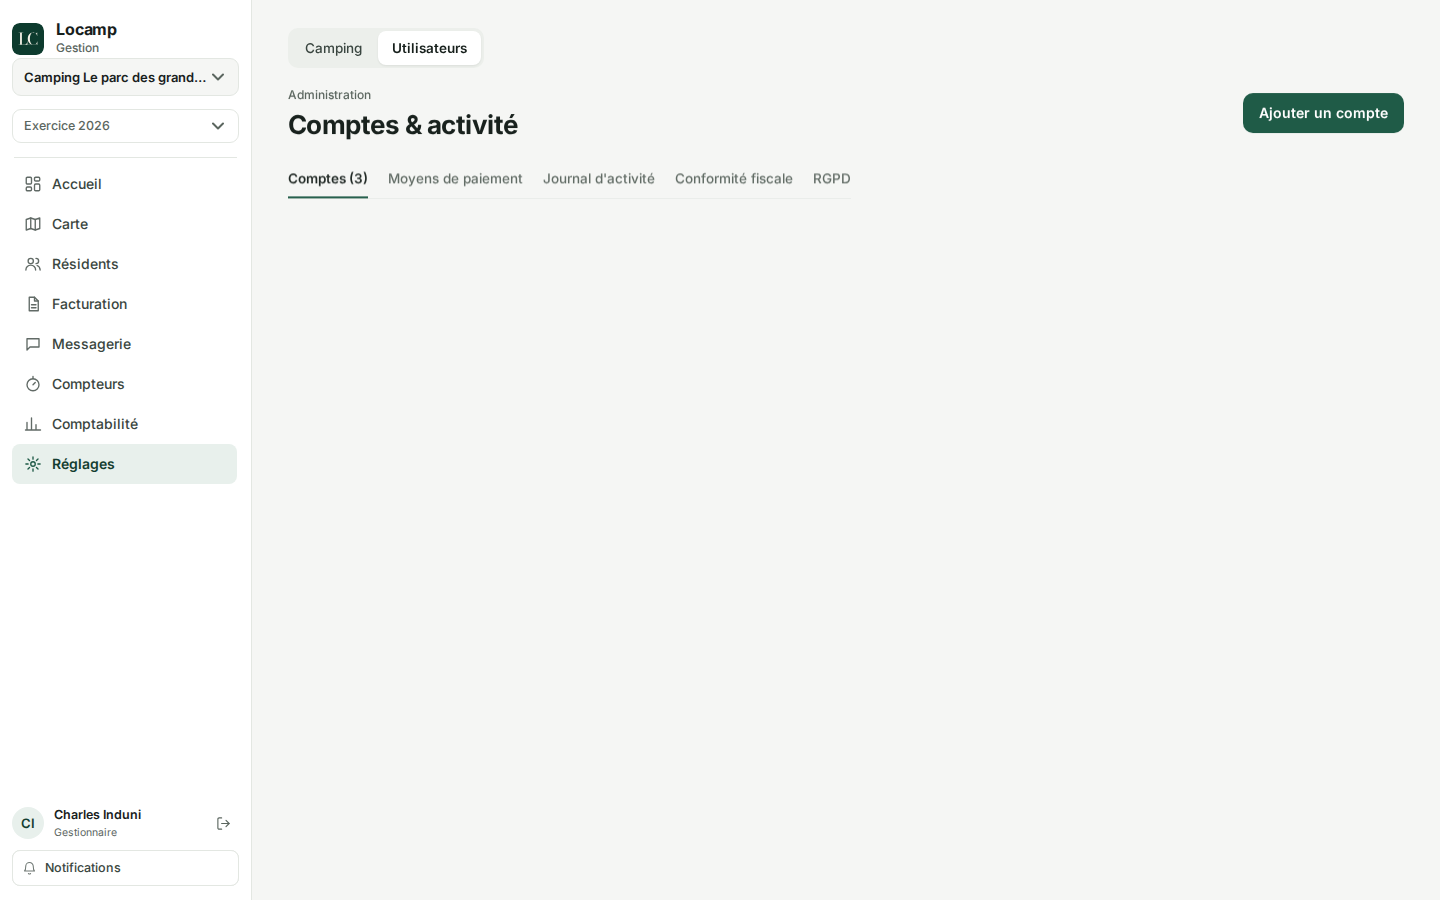 LC
Locamp
Gestion
Camping Le parc des grand...
Exercice 2026
Accueil
Carte
Résidents
Facturation
Messagerie
Compteurs
Comptabilité
Réglages
CI
Charles Induni
Gestionnaire
Notifications
Camping
Utilisateurs
Administration
Comptes & activité
Ajouter un compte
Comptes (3)
Moyens de paiement
Journal d'activité
Conformité fiscale
RGPD